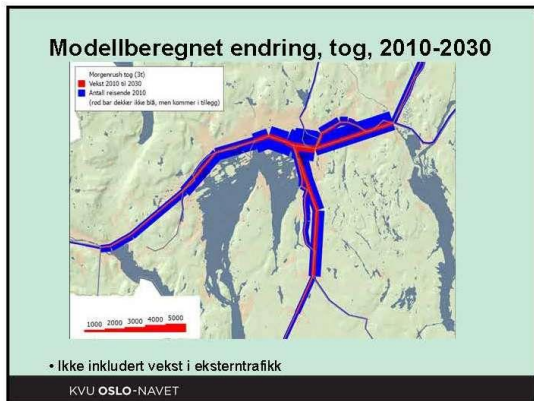 Modellberegnet endring, tog, 2010-2030
Morgenrush tog (3t)
Vekst 2010 til 2030
Antall reisende 2010
(rød bar dekker ikke blå, men kommer i tillegg)
1000 2000 3000 4000 5000
• Ikke inkludert vekst i eksterntrafikk
KVU OSLO-NAVET